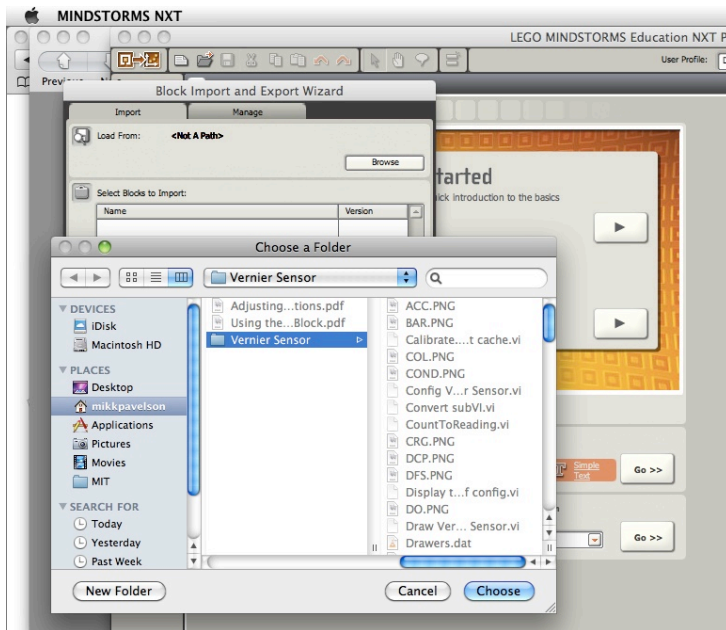 MINDSTORMS NXT
LEGO MINDSTORMS Education NXT P
User Profile:
Previous
Block Import and Export Wizard
Import Manage
Load From: <Not A Path>
Browse
Select Blocks to Import:
Name Version
tarted
ick introduction to the basics
Choose a Folder
Vernier Sensor
DEVICES
iDisk
Macintosh HD
PLACES
Desktop
mikkpavelson
Applications
Pictures
Movies
MIT
SEARCH FOR
Today
Yesterday
Past Week
Adjusting...tions.pdf
Using the...Block.pdf
Vernier Sensor
ACC.PNG
BAR.PNG
Calibrate....t cache.vi
COL.PNG
COND.PNG
Config V...r Sensor.vi
Convert subVI.vi
CountToReading.vi
CRG.PNG
DCP.PNG
DFS.PNG
Display t...f config.vi
DO.PNG
Draw Ver... Sensor.vi
Drawers.dat
Simple
Text
Go >>
Go >>
New Folder Cancel Choose